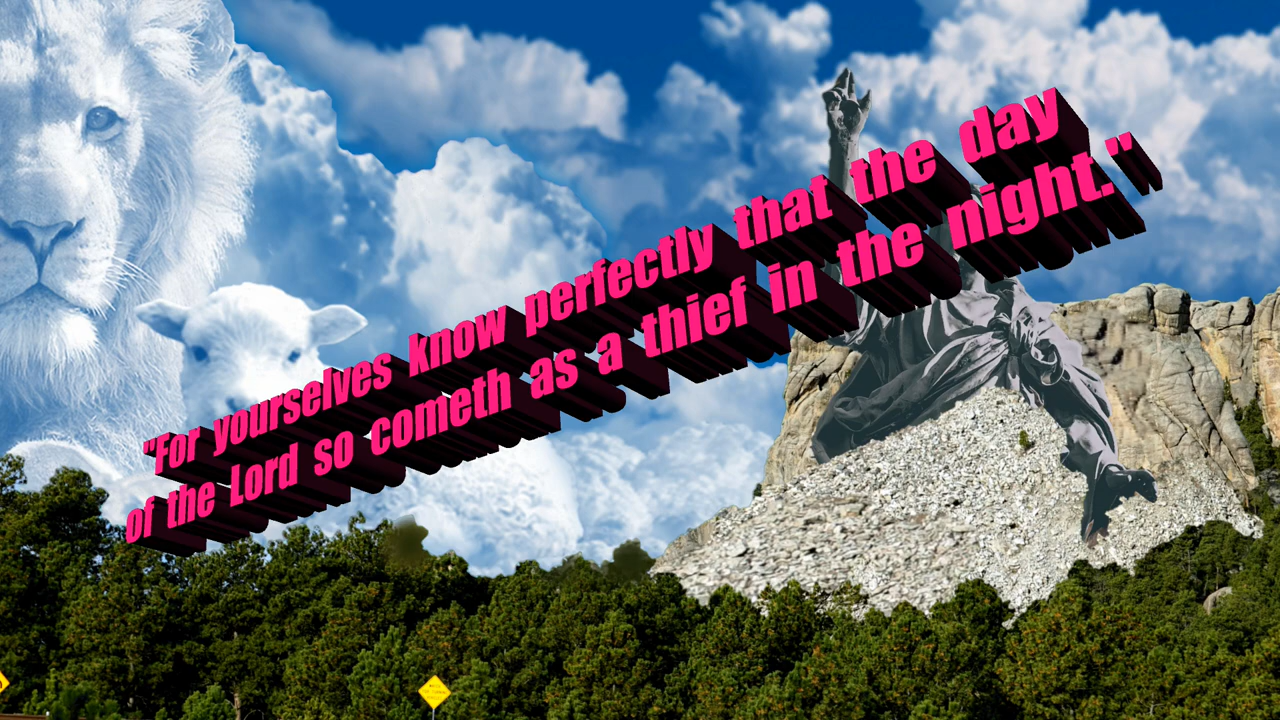 "For yourselves know perfectly that the day
of the Lord so cometh as a thief in the night."